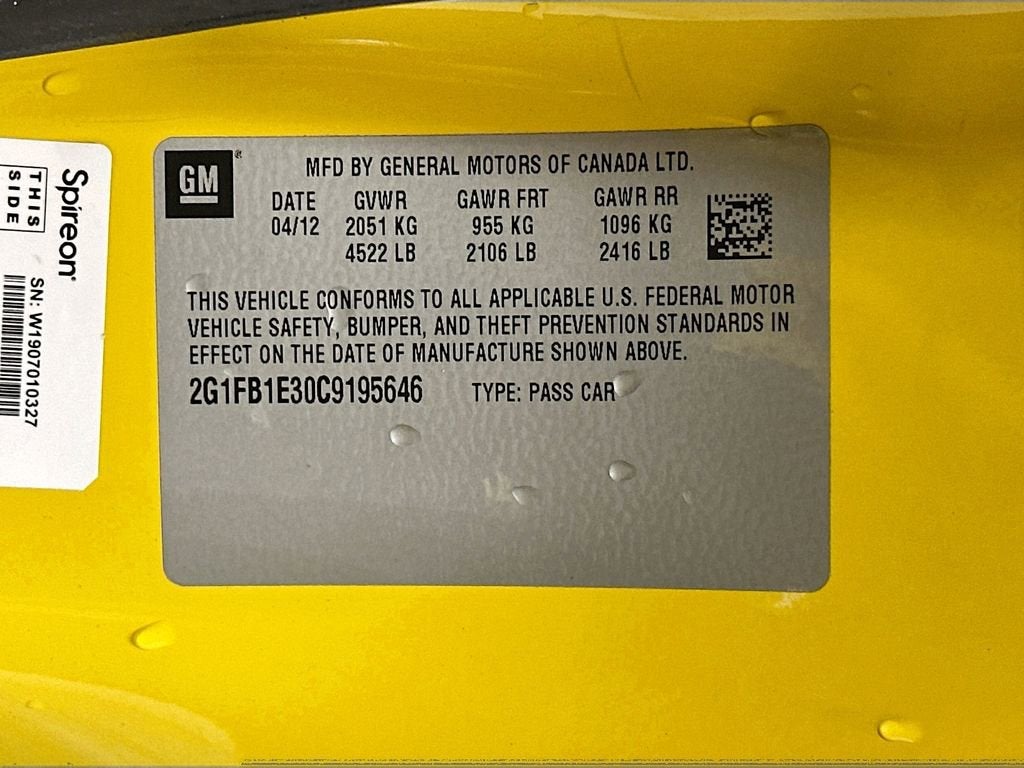 GM®
MFD BY GENERAL MOTORS OF CANADA LTD.
DATE GVWR GAWR FRT GAWR RR
04/12 2051 KG 955 KG 1096 KG
4522 LB 2106 LB 2416 LB
THIS VEHICLE CONFORMS TO ALL APPLICABLE U.S. FEDERAL MOTOR
VEHICLE SAFETY, BUMPER, AND THEFT PREVENTION STANDARDS IN
EFFECT ON THE DATE OF MANUFACTURE SHOWN ABOVE.
2G1FB1E30C9195646 TYPE: PASS CAR
Spireon
THIS
SIDE
SN: W1907010327